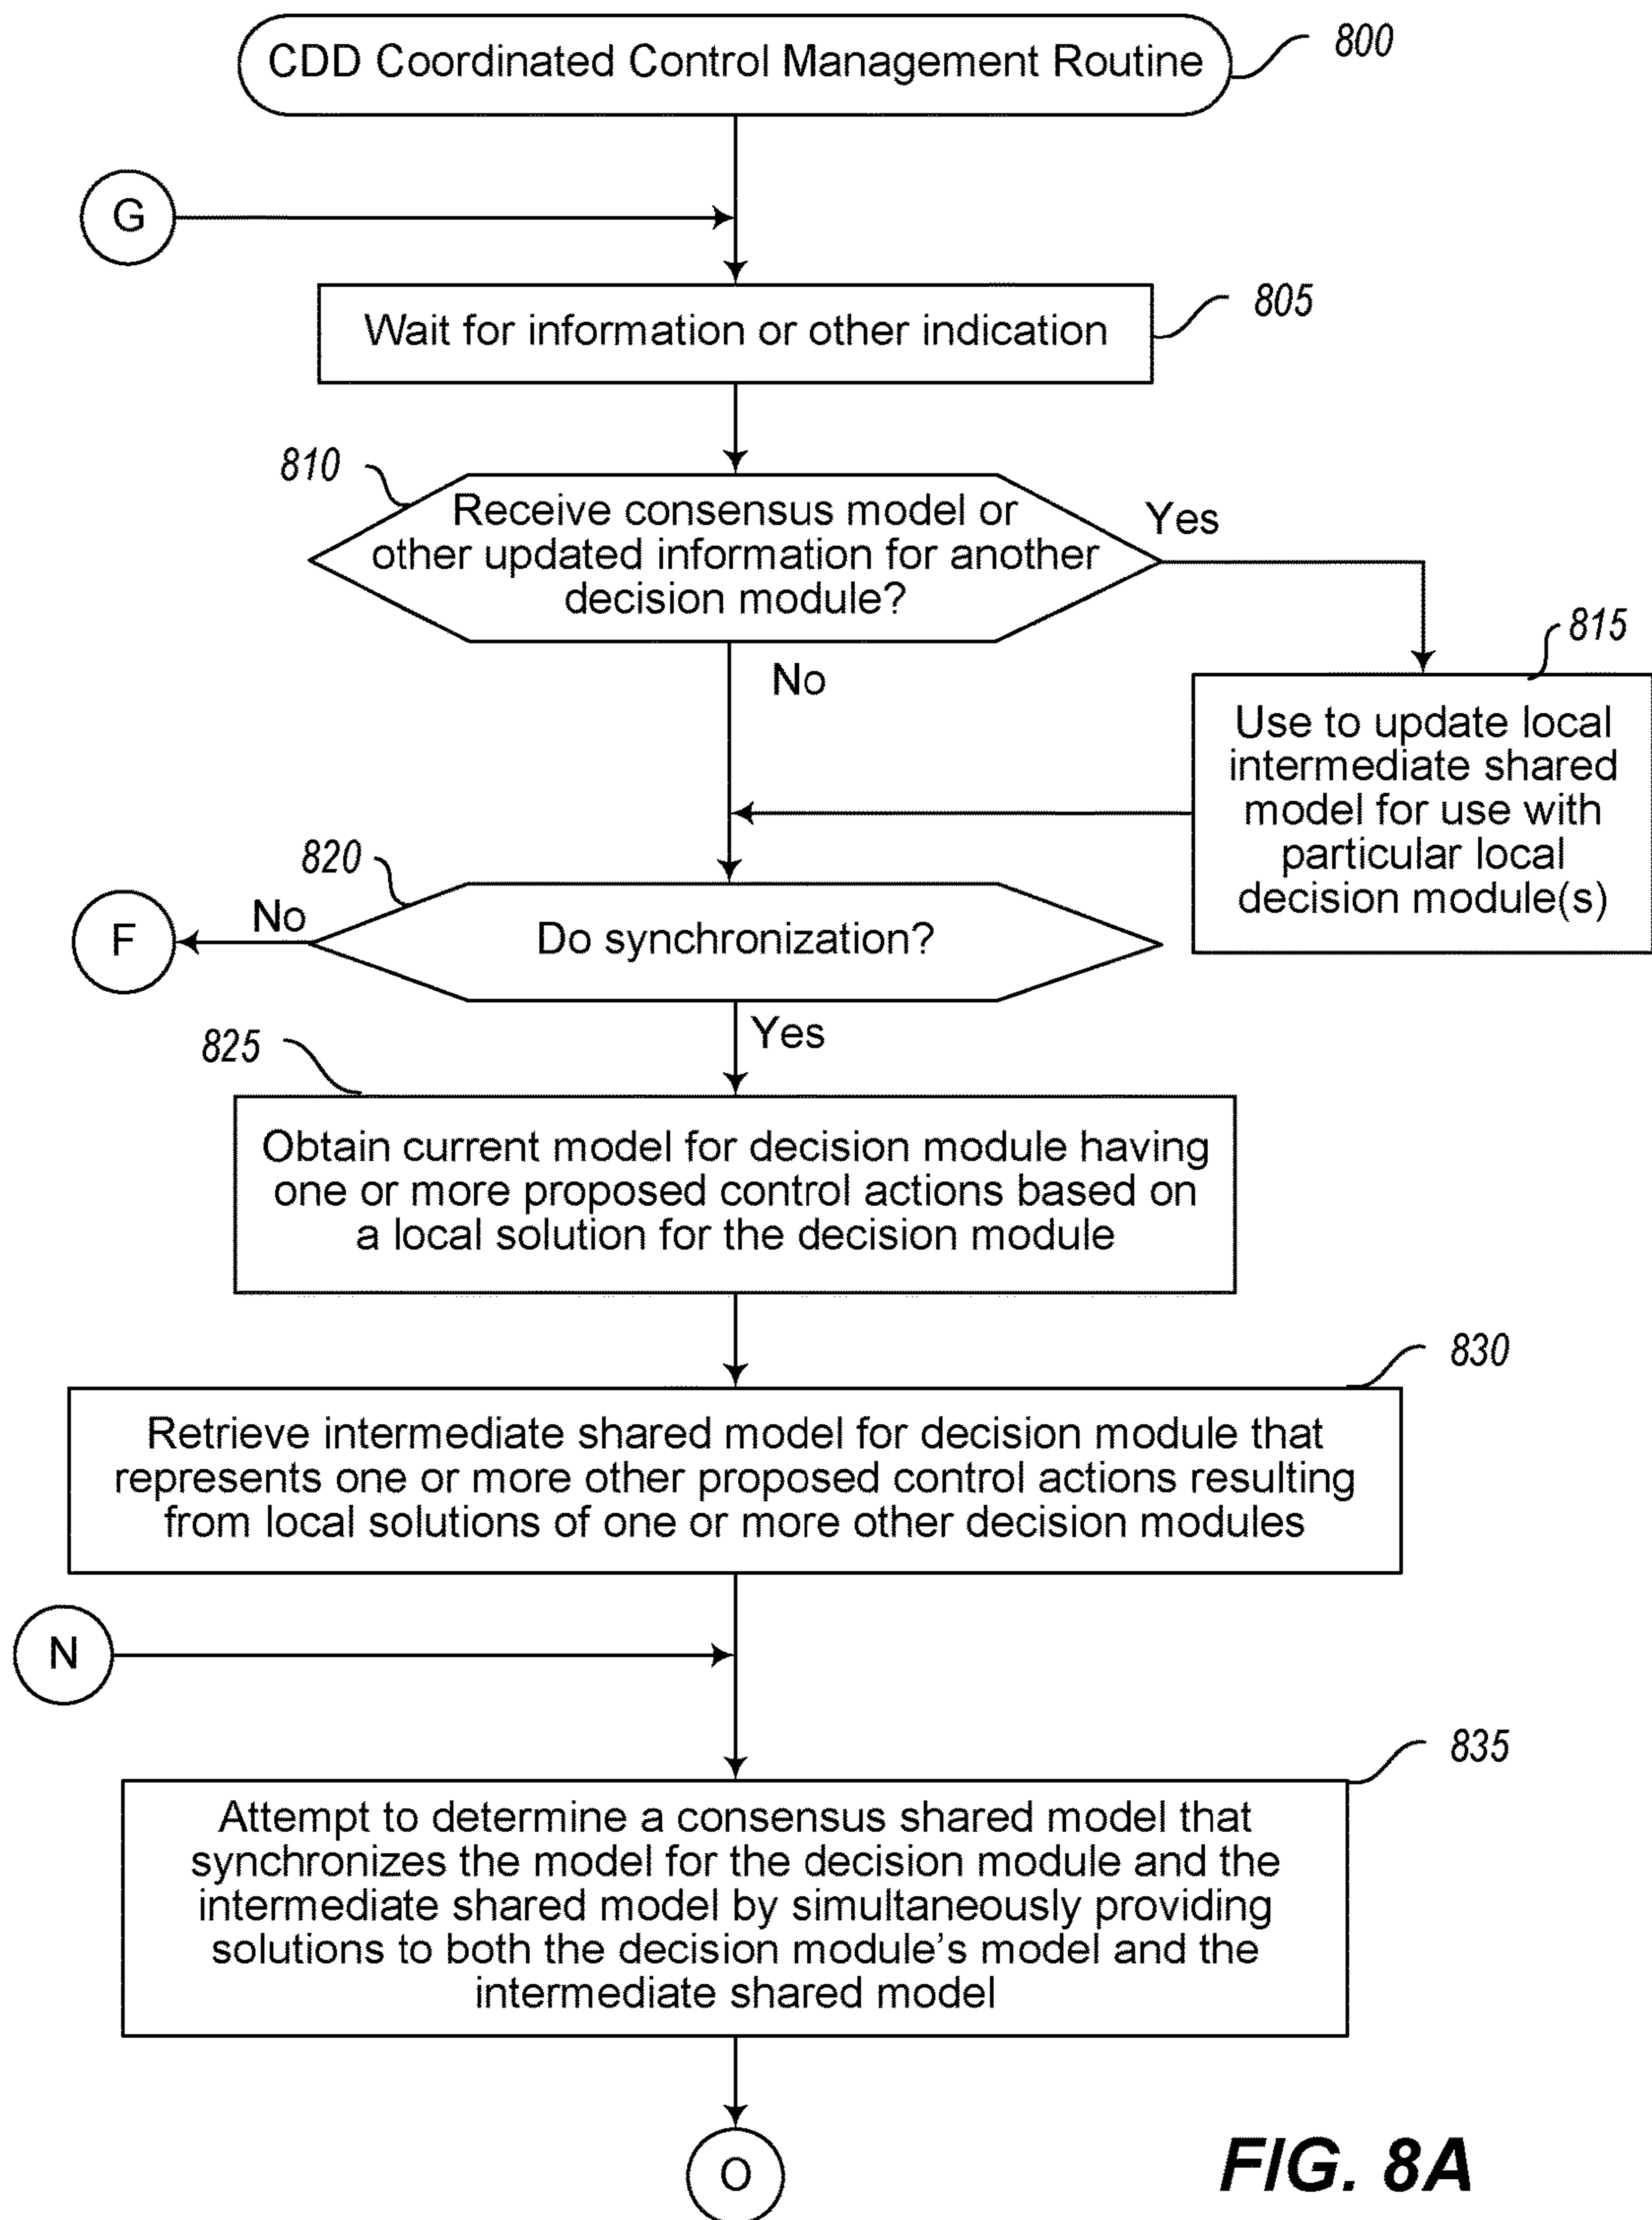 CDD Coordinated Control Management Routine
800
G
Wait for information or other indication
805
810
Receive consensus model or
other updated information for another
decision module?
Yes
No
815
Use to update local
intermediate shared
model for use with
particular local
decision module(s)
820
F
No
Do synchronization?
Yes
825
Obtain current model for decision module having
one or more proposed control actions based on
a local solution for the decision module
830
Retrieve intermediate shared model for decision module that
represents one or more other proposed control actions resulting
from local solutions of one or more other decision modules
N
835
Attempt to determine a consensus shared model that
synchronizes the model for the decision module and the
intermediate shared model by simultaneously providing
solutions to both the decision module's model and the
intermediate shared model
O
FIG. 8A